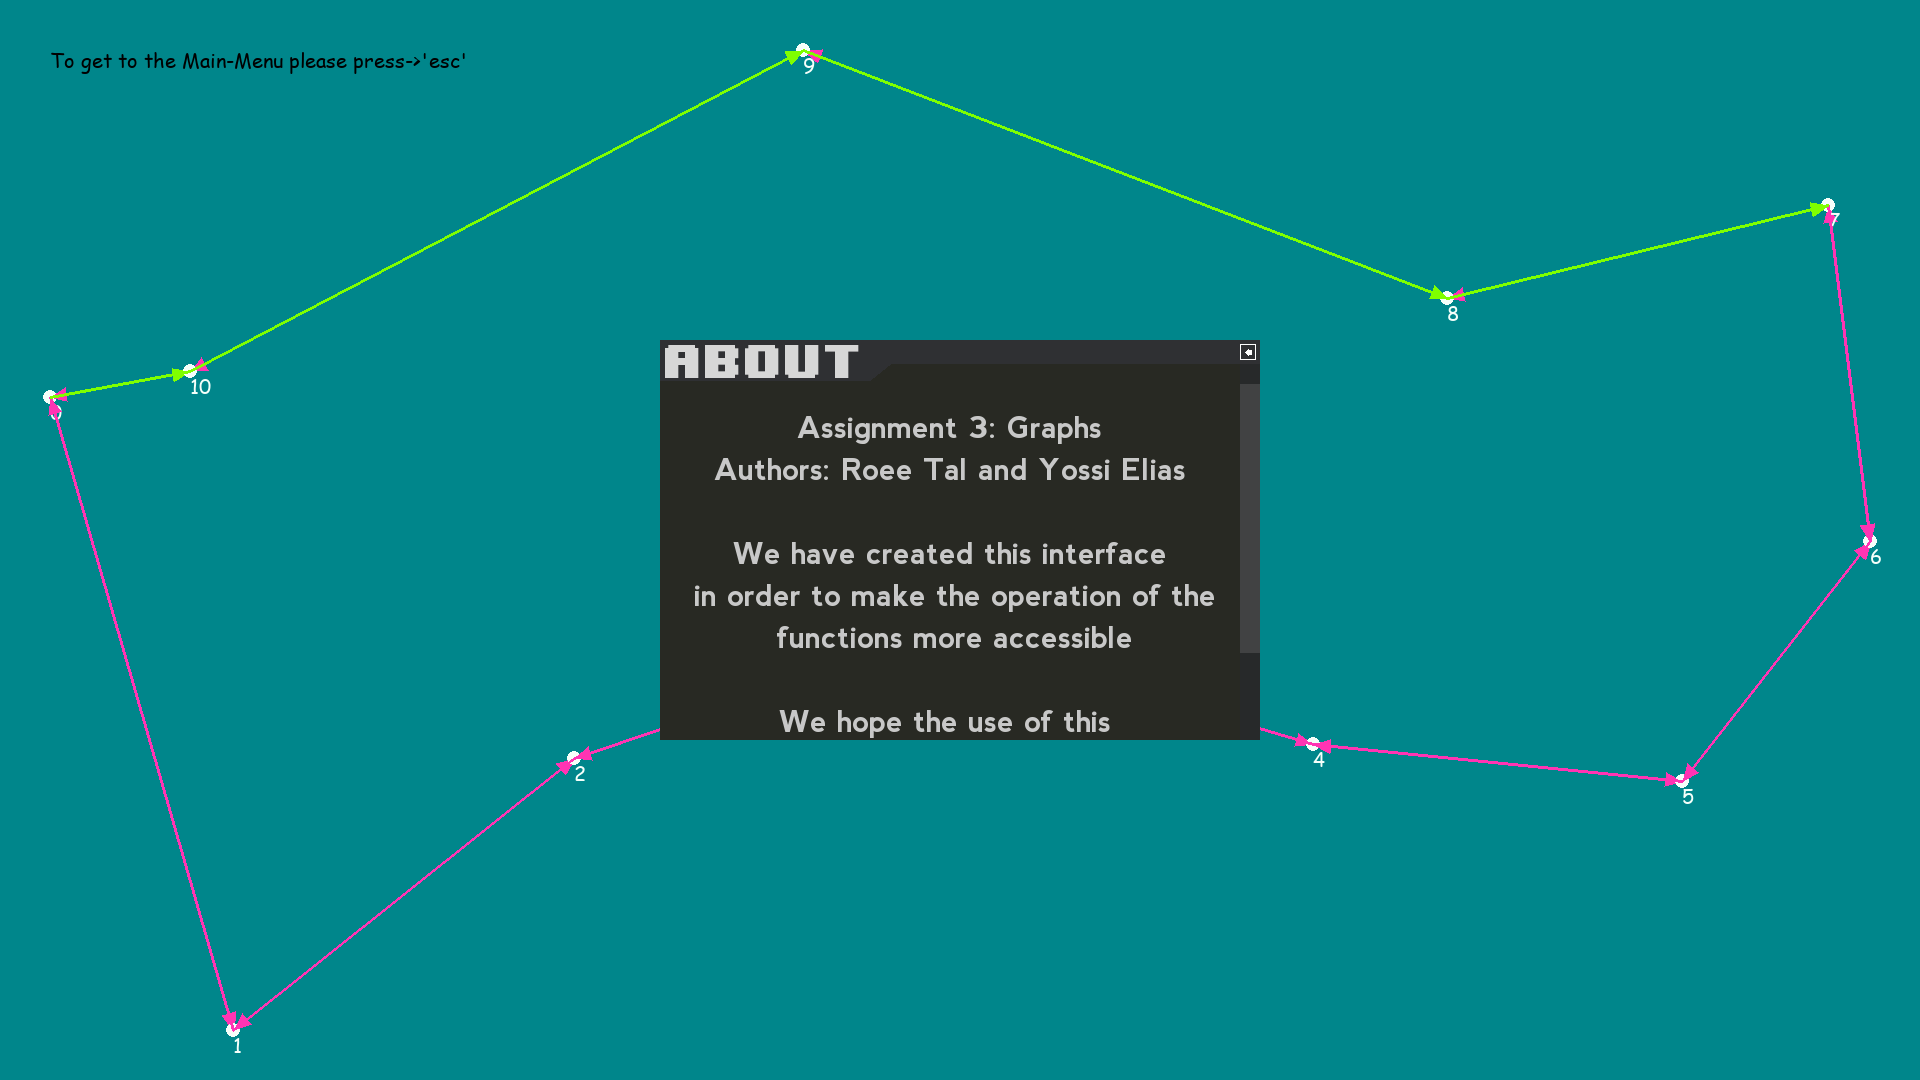 To get to the Main-Menu please press->'esc'
9
7
8
10
0
ABOUT
Assignment 3: Graphs
Authors: Roee Tal and Yossi Elias
We have created this interface
in order to make the operation of the
functions more accessible
We hope the use of this
6
2
4
5
1